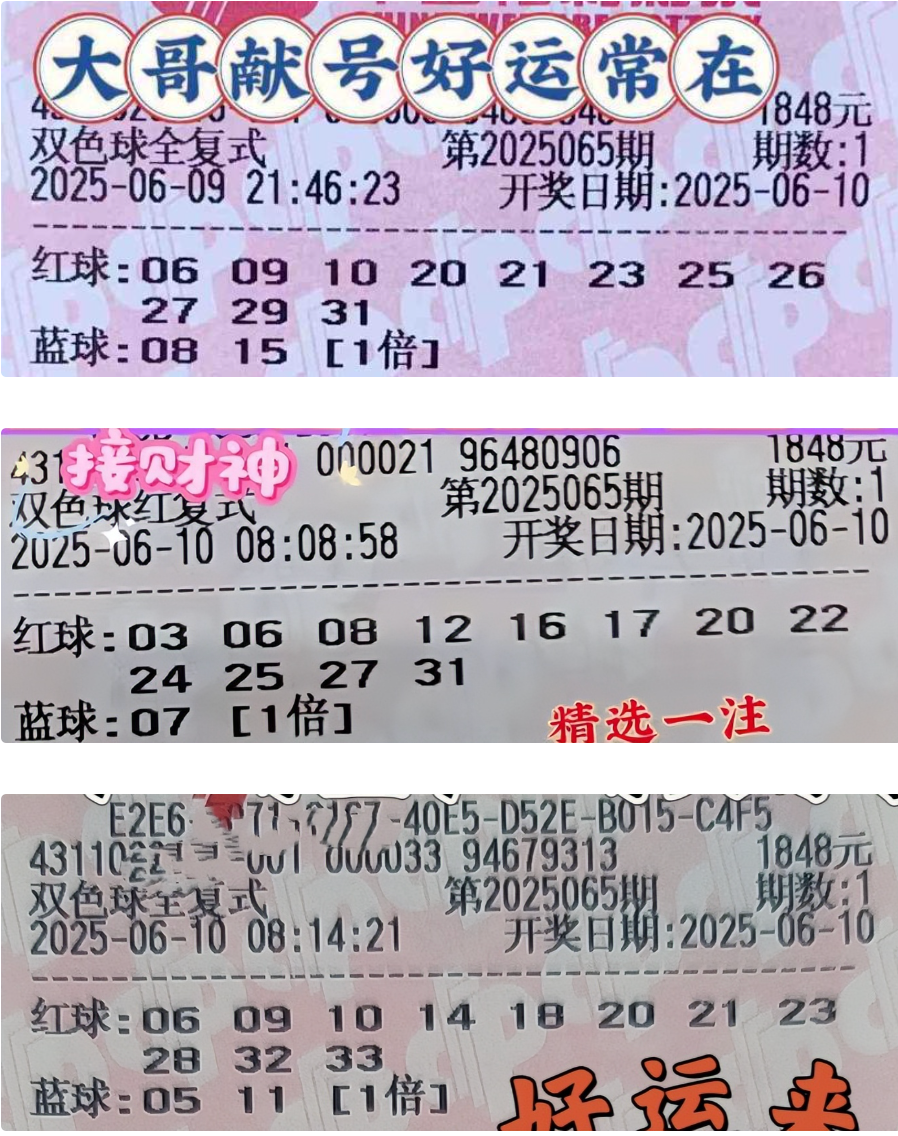 大哥献号好运常在
1848元
双色球全复式 第2025065期 期数:1
2025-06-09 21:46:23 开奖日期:2025-06-10
红球:06 09 10 20 21 23 25 26
27 29 31
蓝球:08 15 [1倍]
接财神
431 000021 96480906 1848元
双色球红复式 第2025065期 期数:1
2025-06-10 08:08:58 开奖日期:2025-06-10
红球:03 06 08 12 16 17 20 22
24 25 27 31
蓝球:07 [1倍]
精选一注
E2E6 -40E5-D52E-B015-C4F5
43110 001 000033 94679313 1848元
双色球全复式 第2025065期 期数:1
2025-06-10 08:14:21 开奖日期:2025-06-10
红球:06 09 10 14 18 20 21 23
28 32 33
蓝球:05 11 [1倍]
好运来